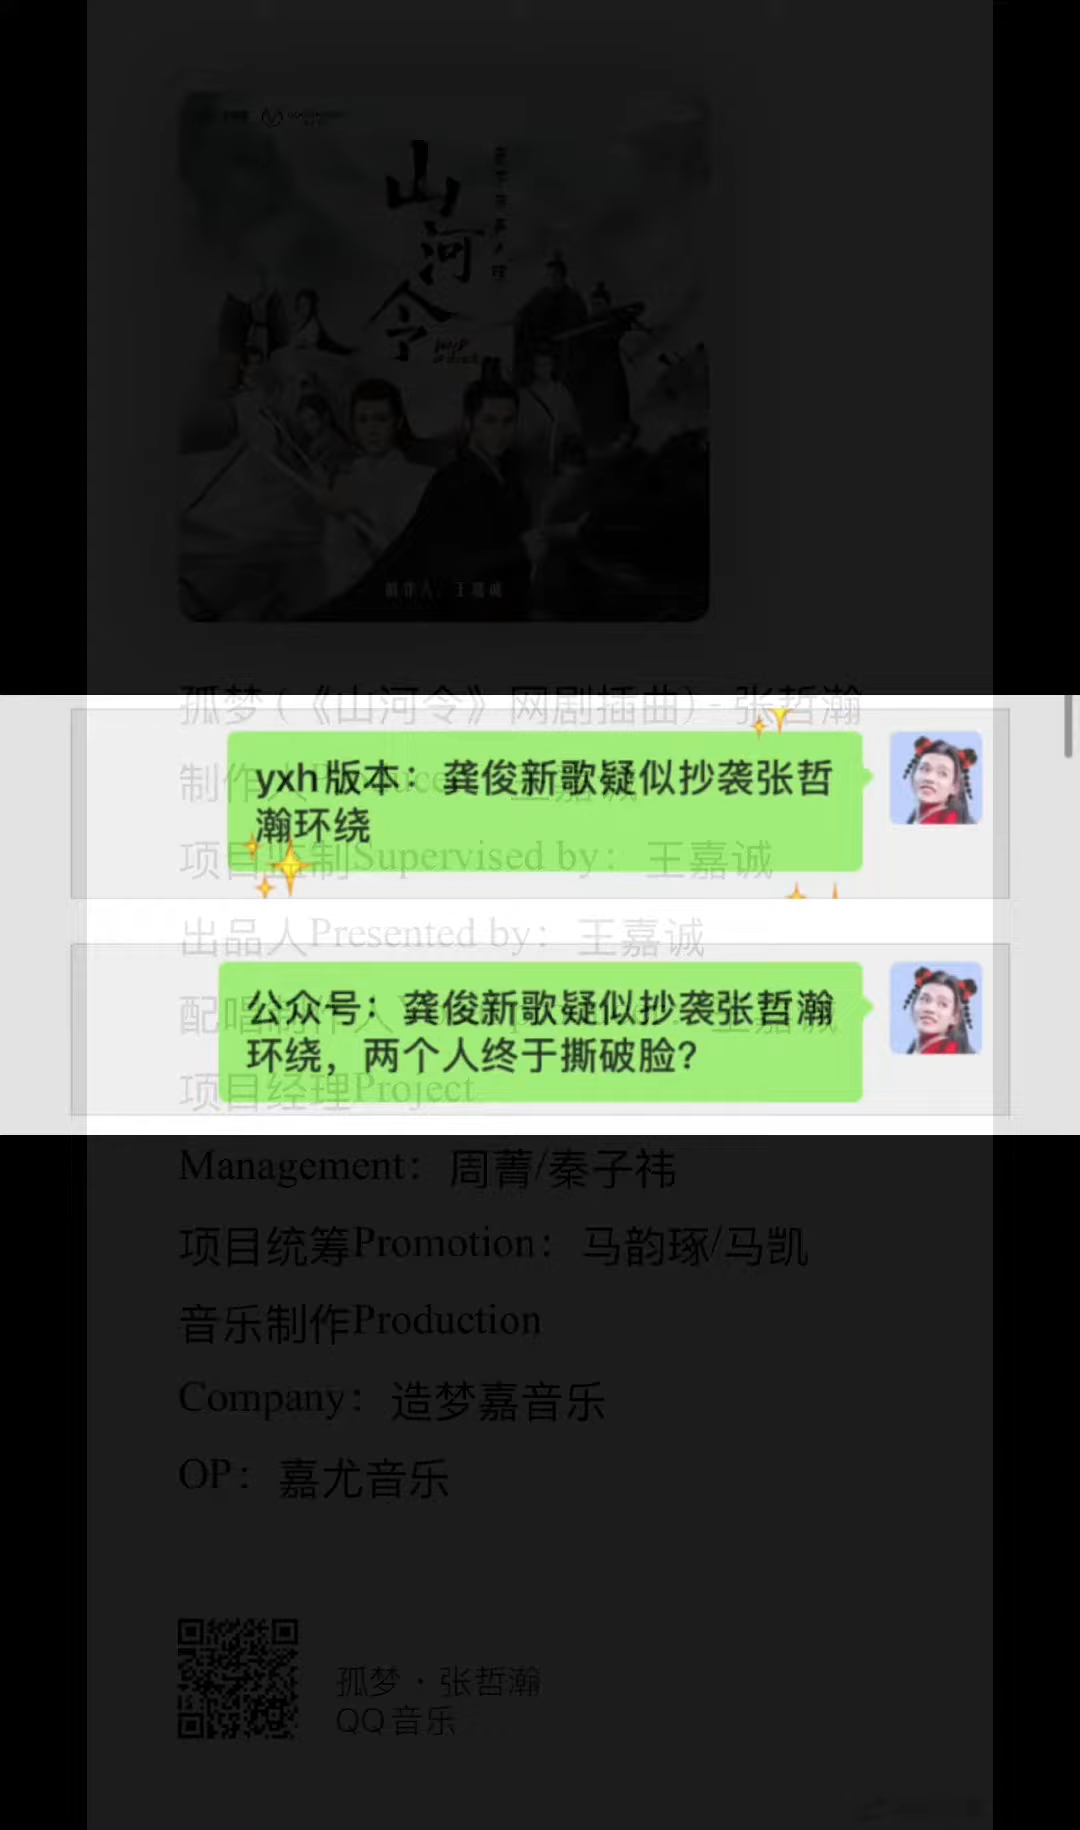 山河令
制作人：王嘉诚
孤梦（《山河令》网剧插曲）- 张哲瀚
yxh版本：龚俊新歌疑似抄袭张哲
瀚环绕
项目监制Supervised by：王嘉诚
出品人Presented by：王嘉诚
公众号：龚俊新歌疑似抄袭张哲瀚
环绕，两个人终于撕破脸？
项目经理Project
Management：周菁/秦子祎
项目统筹Promotion：马韵琢/马凯
音乐制作Production
Company：造梦嘉音乐
OP：嘉尤音乐
孤梦·张哲瀚
QQ音乐